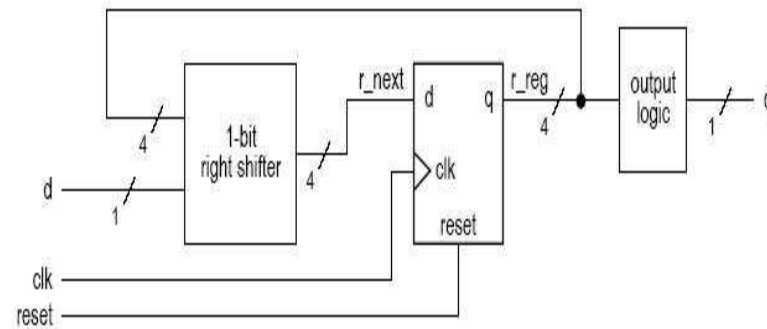 r_next
r_reg
d
q
output
logic
4
1
4
1-bit
right shifter
4
clk
d
1
reset
clk
reset